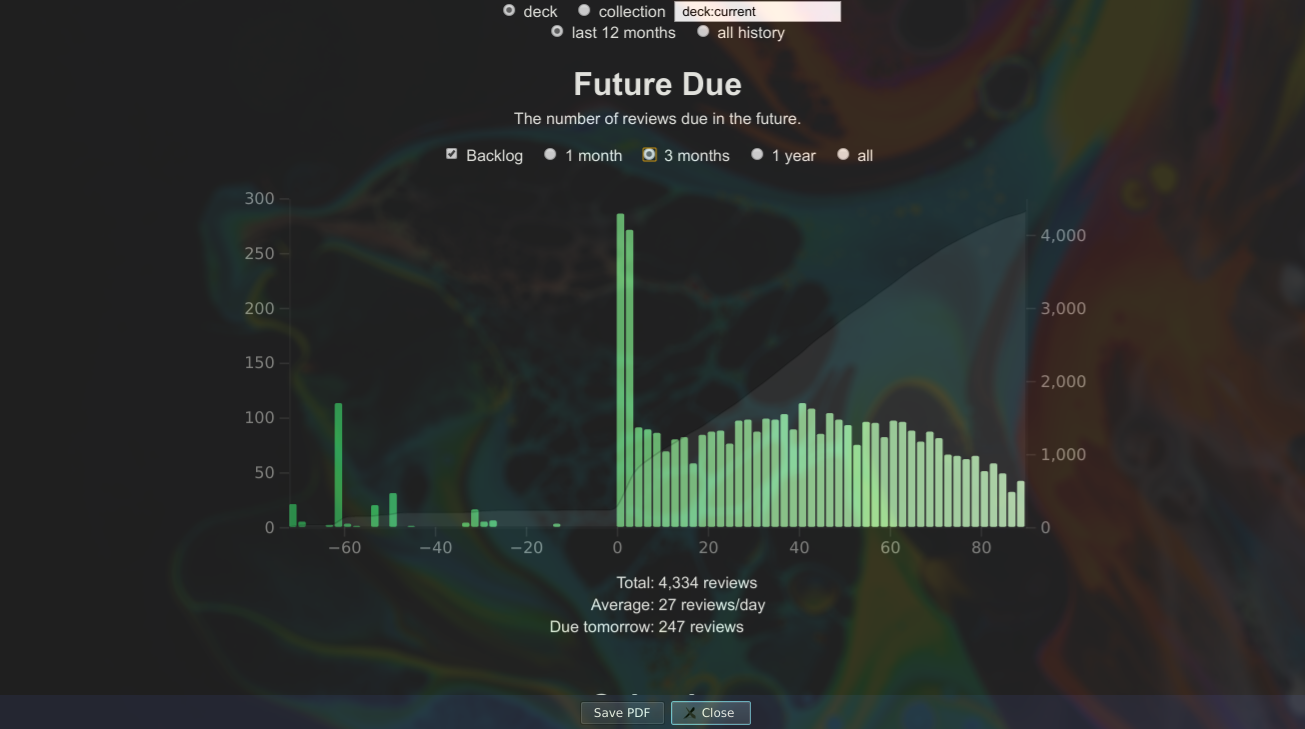 deck collection deck:current
last 12 months all history
Future Due
The number of reviews due in the future.
Backlog 1 month 3 months 1 year all
300
250
200
150
100
50
0
4,000
3,000
2,000
1,000
0
−60 −40 −20 0 20 40 60 80
Total: 4,334 reviews
Average: 27 reviews/day
Due tomorrow: 247 reviews
Save PDF Close